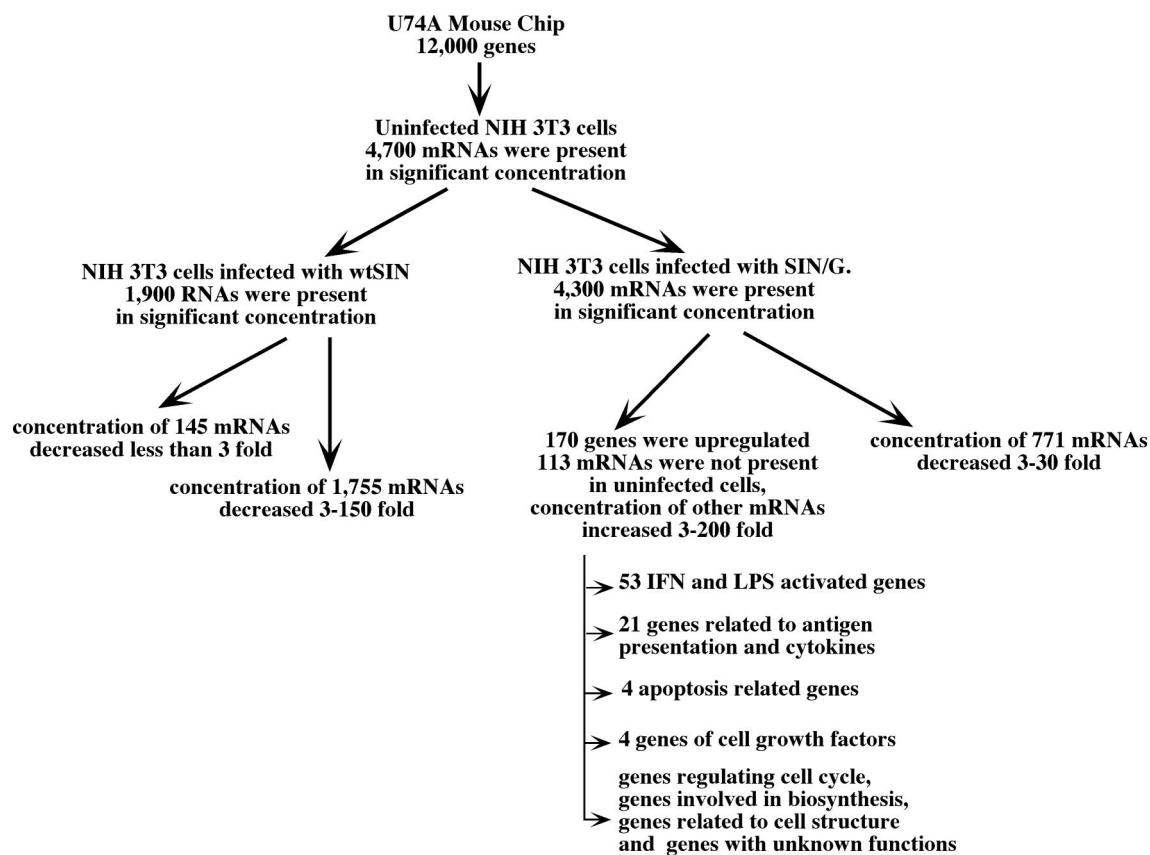 U74A Mouse Chip
12,000 genes
Uninfected NIH 3T3 cells
4,700 mRNAs were present
in significant concentration
NIH 3T3 cells infected with wtSIN
1,900 RNAs were present
in significant concentration
NIH 3T3 cells infected with SIN/G.
4,300 mRNAs were present
in significant concentration
concentration of 145 mRNAs
decreased less than 3 fold
concentration of 1,755 mRNAs
decreased 3-150 fold
170 genes were upregulated
113 mRNAs were not present
in uninfected cells,
concentration of other mRNAs
increased 3-200 fold
concentration of 771 mRNAs
decreased 3-30 fold
53 IFN and LPS activated genes
21 genes related to antigen
presentation and cytokines
4 apoptosis related genes
4 genes of cell growth factors
genes regulating cell cycle,
genes involved in biosynthesis,
genes related to cell structure
and genes with unknown functions